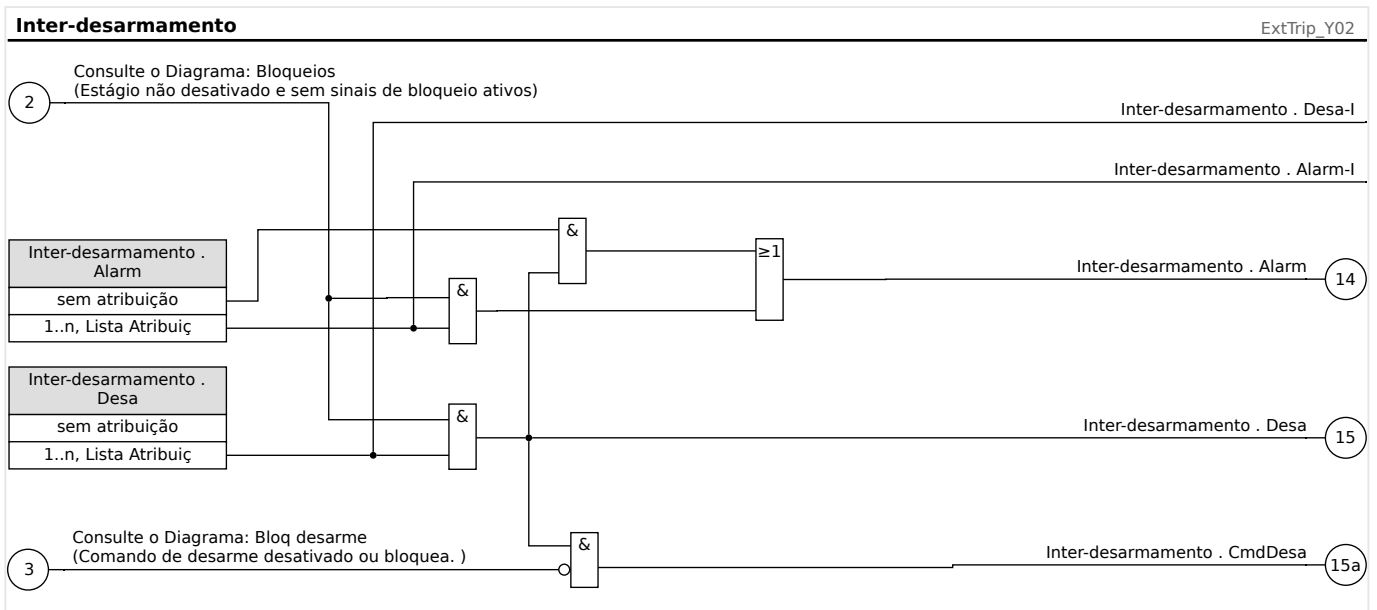 Inter-desarmamento
ExtTrip_Y02
Consulte o Diagrama: Bloqueios
(Estágio não desativado e sem sinais de bloqueio ativos)
2
Inter-desarmamento . Desa-I
Inter-desarmamento . Alarm-I
&
≥1
Inter-desarmamento .
Alarm
sem atribuição
1..n, Lista Atribuiç
&
Inter-desarmamento . Alarm
14
Inter-desarmamento .
Desa
sem atribuição
1..n, Lista Atribuiç
&
Inter-desarmamento . Desa
15
Consulte o Diagrama: Bloq desarme
(Comando de desarme desativado ou bloquea. )
3
&
Inter-desarmamento . CmdDesa
15a